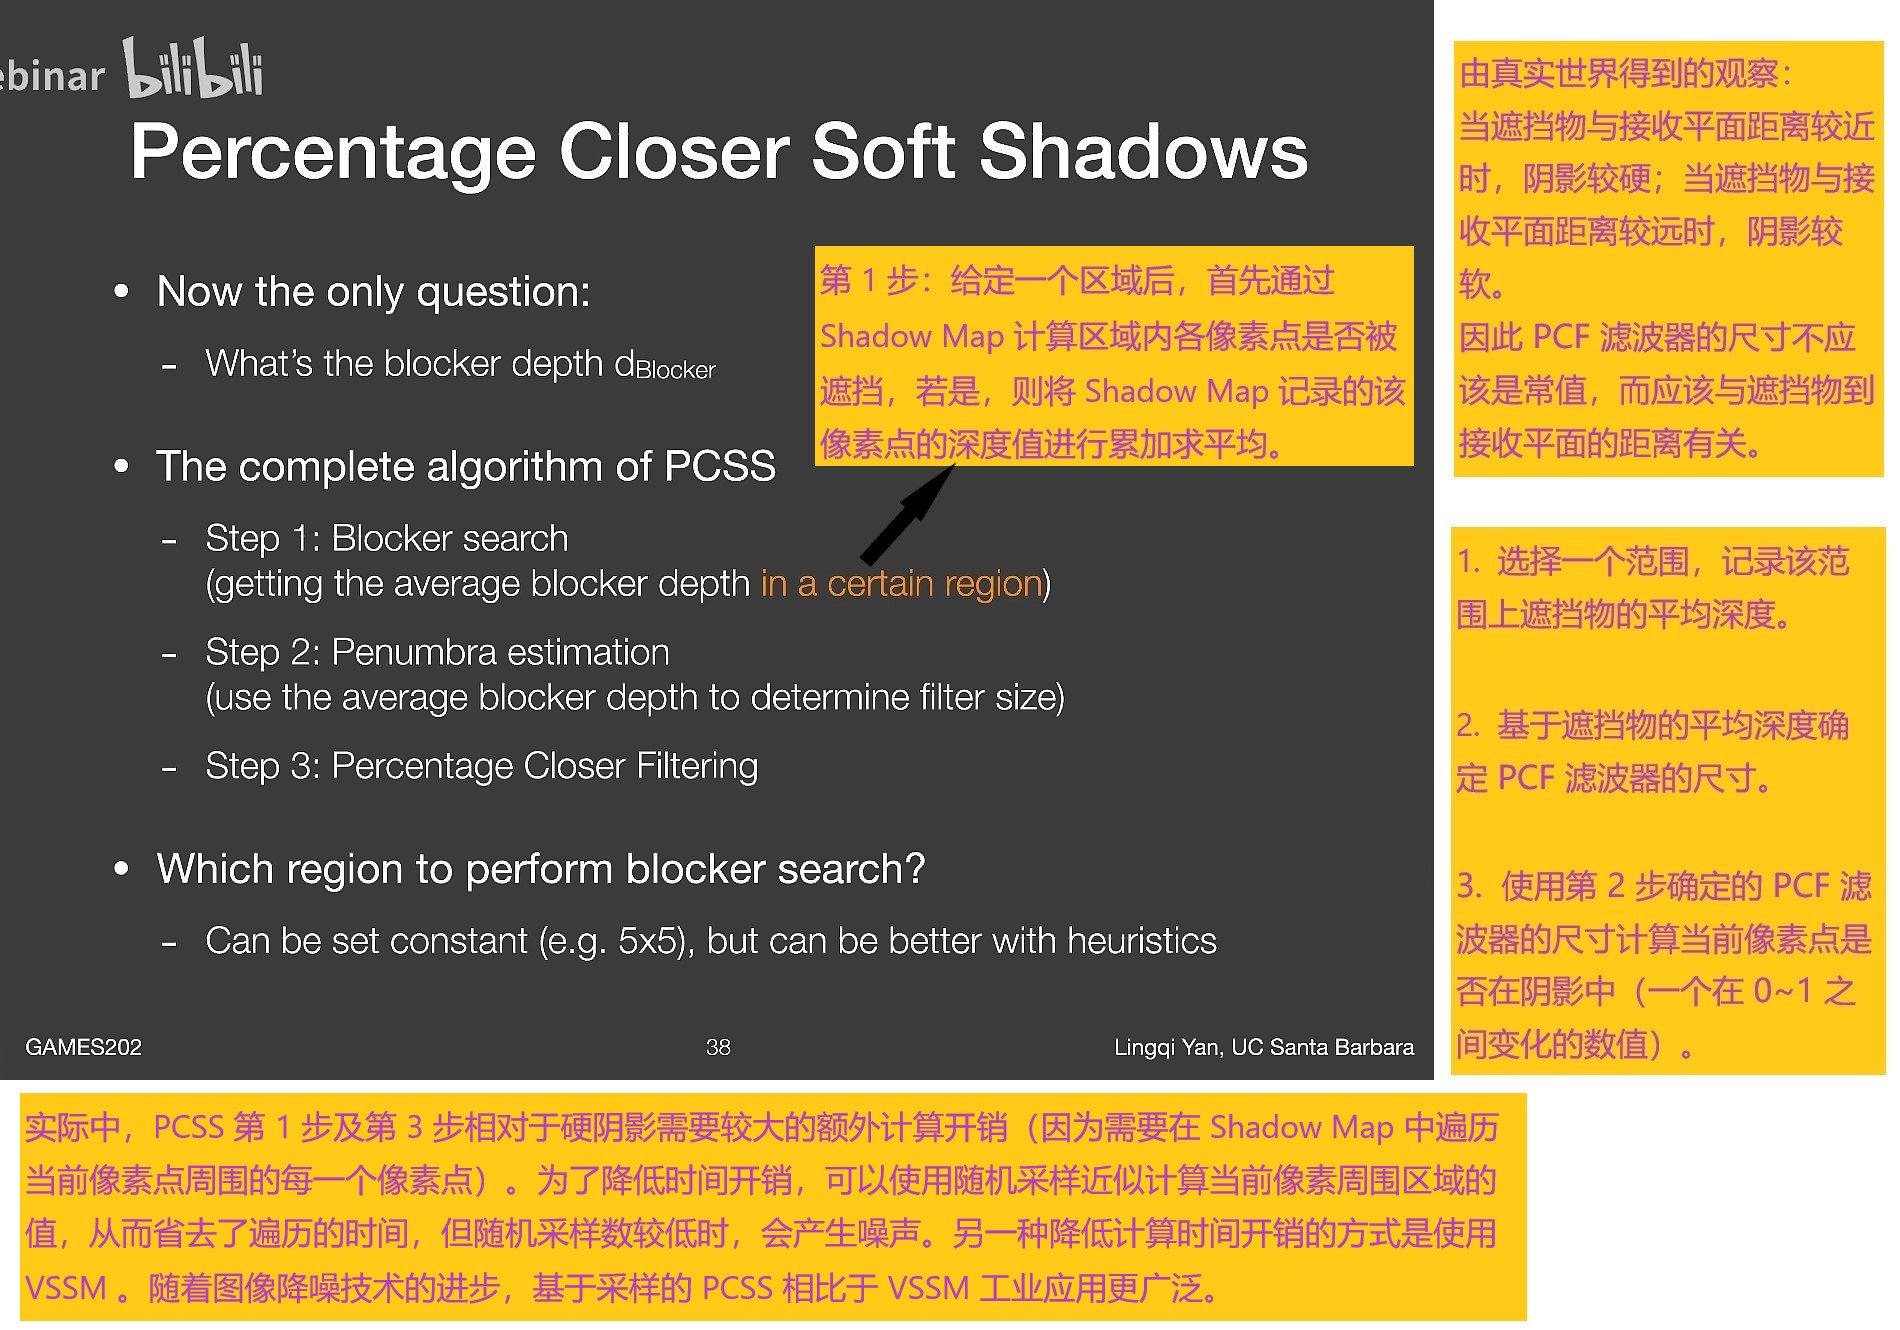 ebinar bilibili
Percentage Closer Soft Shadows
• Now the only question:
- What's the blocker depth dBlocker
• The complete algorithm of PCSS
- Step 1: Blocker search
(getting the average blocker depth in a certain region)
- Step 2: Penumbra estimation
(use the average blocker depth to determine filter size)
- Step 3: Percentage Closer Filtering
• Which region to perform blocker search?
- Can be set constant (e.g. 5x5), but can be better with heuristics
GAMES202
38
Lingqi Yan, UC Santa Barbara
第 1 步：给定一个区域后，首先通过
Shadow Map 计算区域内各像素点是否被
遮挡，若是，则将 Shadow Map 记录的该
像素点的深度值进行累加求平均。
由真实世界得到的观察：
当遮挡物与接收平面距离较近
时，阴影较硬；当遮挡物与接
收平面距离较远时，阴影较
软。
因此 PCF 滤波器的尺寸不应
该是常值，而应该与遮挡物到
接收平面的距离有关。
1. 选择一个范围，记录该范
围上遮挡物的平均深度。
2. 基于遮挡物的平均深度确
定 PCF 滤波器的尺寸。
3. 使用第 2 步确定的 PCF 滤
波器的尺寸计算当前像素点是
否在阴影中（一个在 0~1 之
间变化的数值）。
实际中，PCSS 第 1 步及第 3 步相对于硬阴影需要较大的额外计算开销（因为需要在 Shadow Map 中遍历
当前像素点周围的每一个像素点）。为了降低时间开销，可以使用随机采样近似计算当前像素周围区域的
值，从而省去了遍历的时间，但随机采样数较低时，会产生噪声。另一种降低计算时间开销的方式是使用
VSSM 。随着图像降噪技术的进步，基于采样的 PCSS 相比于 VSSM 工业应用更广泛。